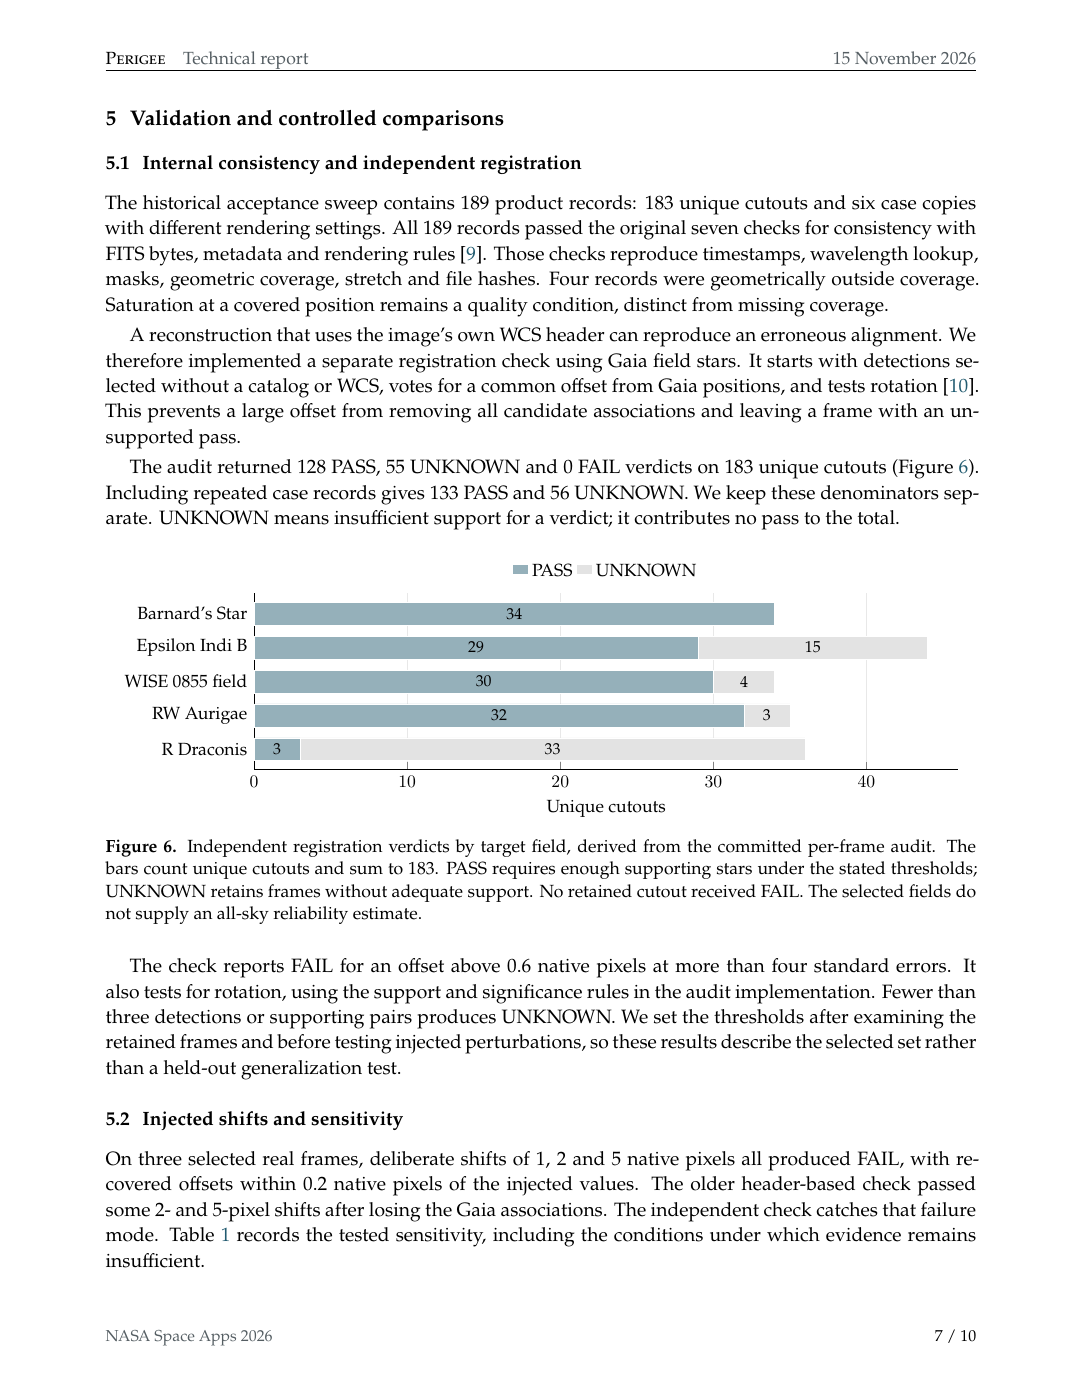 PERIGEE Technical report 15 November 2026
5 Validation and controlled comparisons
5.1 Internal consistency and independent registration
The historical acceptance sweep contains 189 product records: 183 unique cutouts and six case copies
with different rendering settings. All 189 records passed the original seven checks for consistency with
FITS bytes, metadata and rendering rules [9]. Those checks reproduce timestamps, wavelength lookup,
masks, geometric coverage, stretch and file hashes. Four records were geometrically outside coverage.
Saturation at a covered position remains a quality condition, distinct from missing coverage.
A reconstruction that uses the image's own WCS header can reproduce an erroneous alignment. We
therefore implemented a separate registration check using Gaia field stars. It starts with detections se-
lected without a catalog or WCS, votes for a common offset from Gaia positions, and tests rotation [10].
This prevents a large offset from removing all candidate associations and leaving a frame with an un-
supported pass.
The audit returned 128 PASS, 55 UNKNOWN and 0 FAIL verdicts on 183 unique cutouts (Figure 6).
Including repeated case records gives 133 PASS and 56 UNKNOWN. We keep these denominators sep-
arate. UNKNOWN means insufficient support for a verdict; it contributes no pass to the total.
PASS UNKNOWN
Barnard's Star 34
Epsilon Indi B 29 15
WISE 0855 field 30 4
RW Aurigae 32 3
R Draconis 3 33
0 10 20 30 40
Unique cutouts
Figure 6. Independent registration verdicts by target field, derived from the committed per-frame audit. The
bars count unique cutouts and sum to 183. PASS requires enough supporting stars under the stated thresholds;
UNKNOWN retains frames without adequate support. No retained cutout received FAIL. The selected fields do
not supply an all-sky reliability estimate.
The check reports FAIL for an offset above 0.6 native pixels at more than four standard errors. It
also tests for rotation, using the support and significance rules in the audit implementation. Fewer than
three detections or supporting pairs produces UNKNOWN. We set the thresholds after examining the
retained frames and before testing injected perturbations, so these results describe the selected set rather
than a held-out generalization test.
5.2 Injected shifts and sensitivity
On three selected real frames, deliberate shifts of 1, 2 and 5 native pixels all produced FAIL, with re-
covered offsets within 0.2 native pixels of the injected values. The older header-based check passed
some 2- and 5-pixel shifts after losing the Gaia associations. The independent check catches that failure
mode. Table 1 records the tested sensitivity, including the conditions under which evidence remains
insufficient.
NASA Space Apps 2026 7 / 10